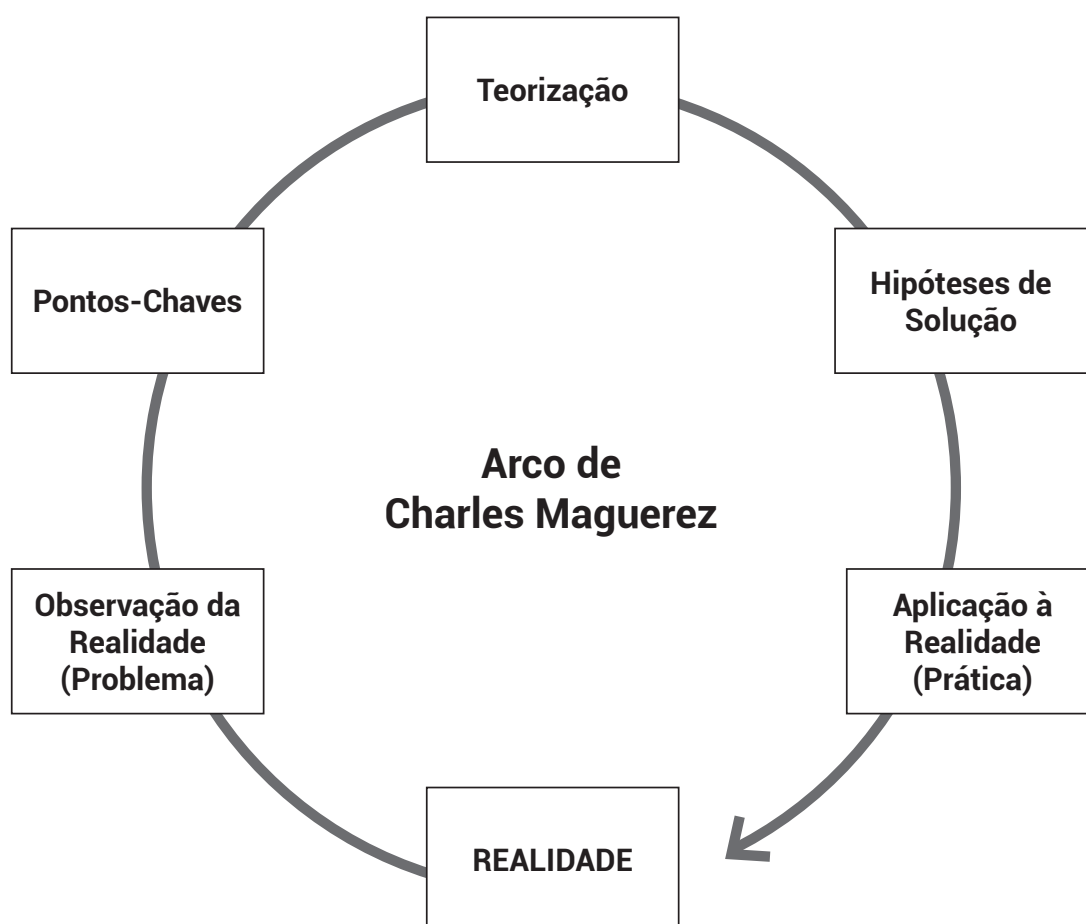 Teorização
Pontos-Chaves
Hipóteses de
Solução
Arco de
Charles Maguerez
Observação da
Realidade
(Problema)
Aplicação à
Realidade
(Prática)
REALIDADE